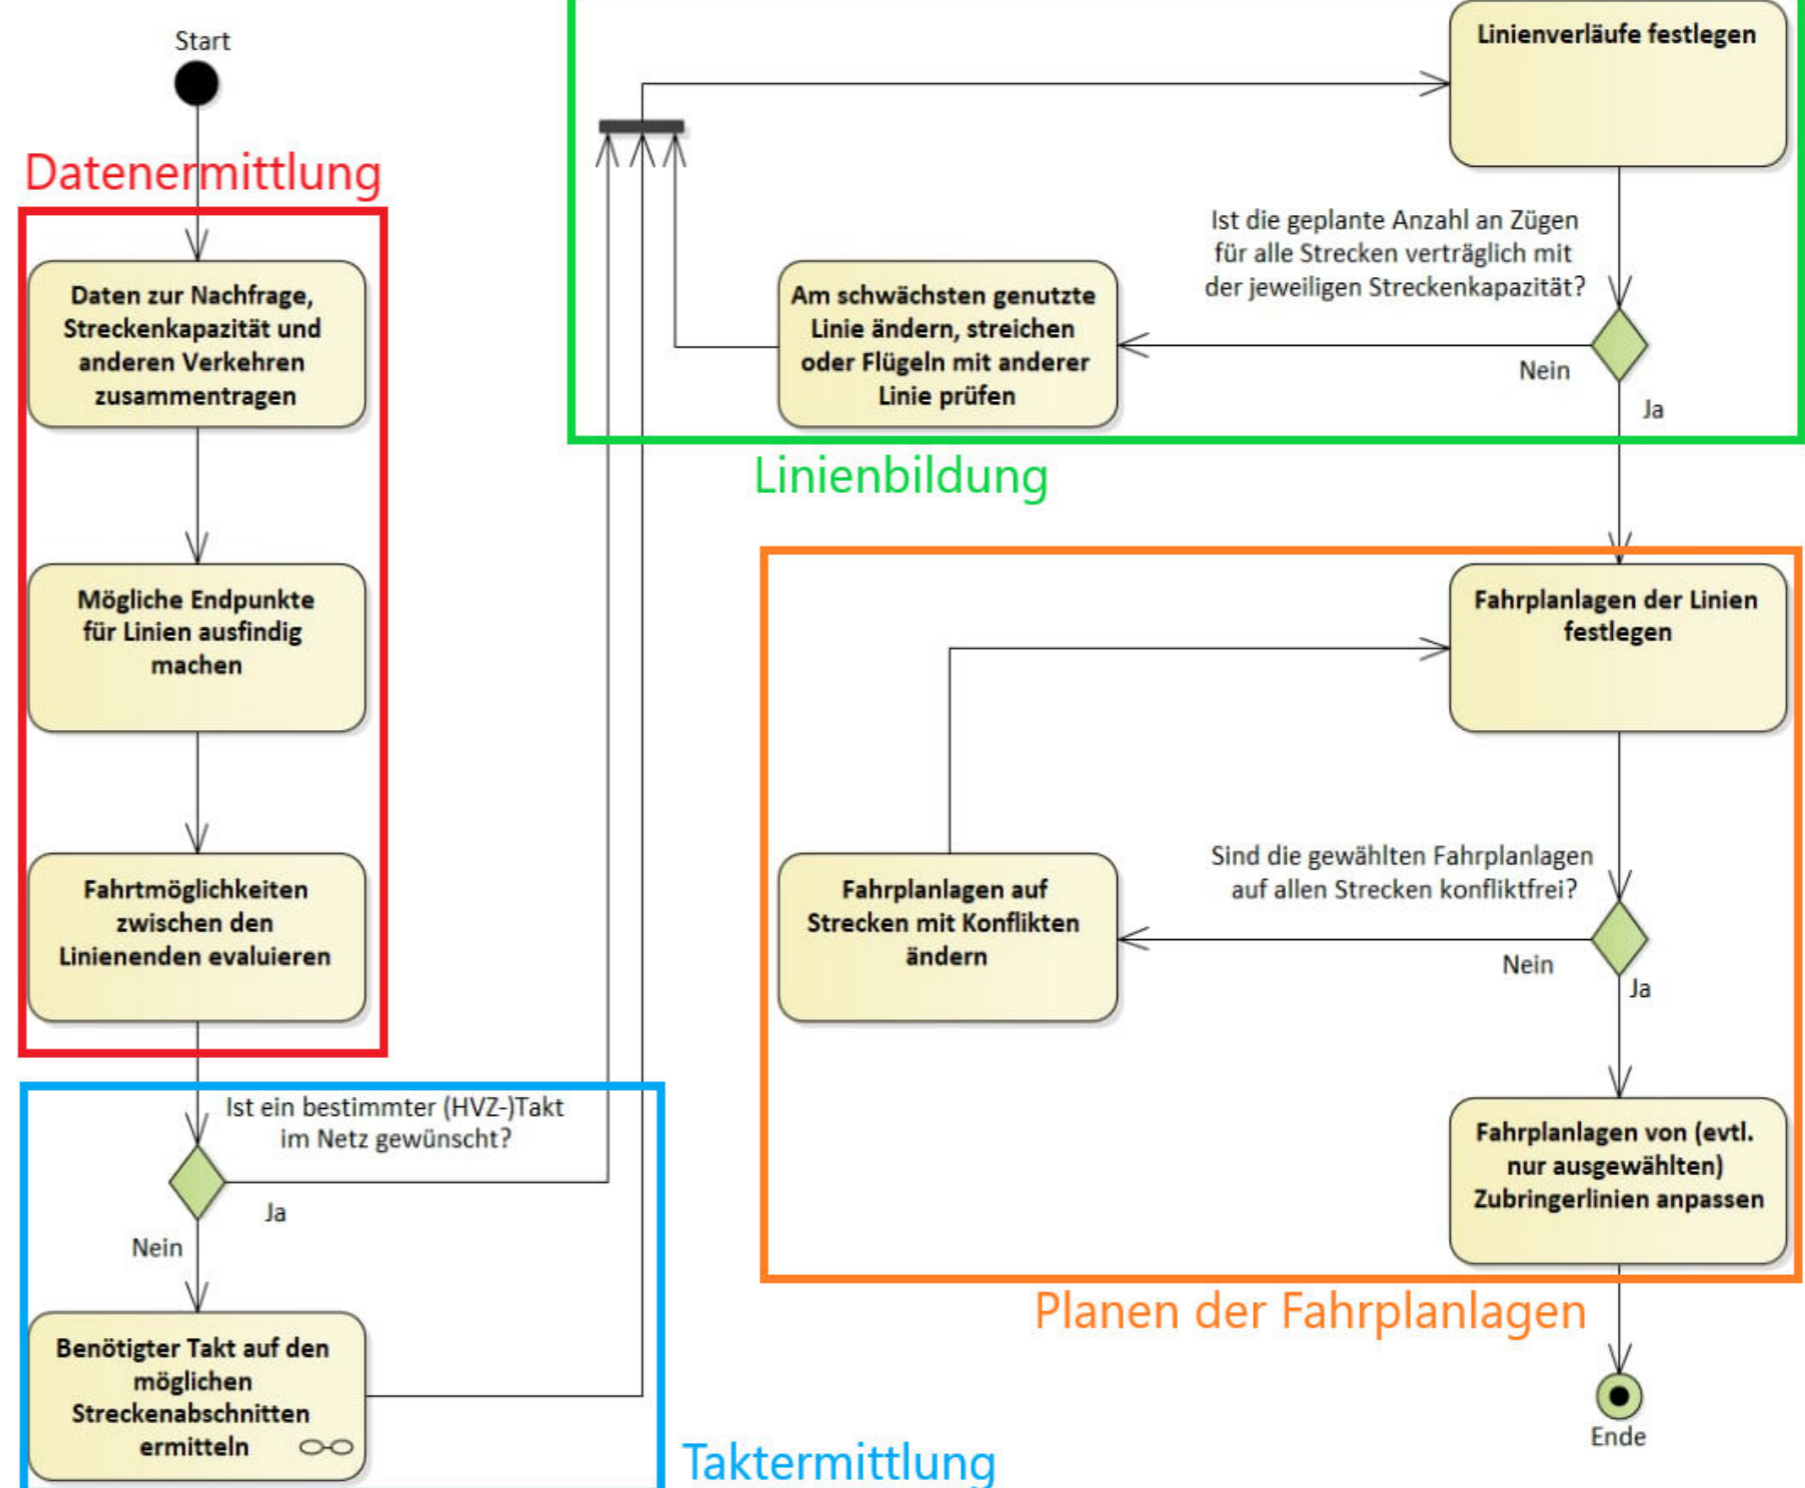 Start
Datenermittlung
Daten zur Nachfrage,
Streckenkapazität und
anderen Verkehren
zusammentragen
Mögliche Endpunkte
für Linien ausfindig
machen
Fahrtmöglichkeiten
zwischen den
Linienenden evaluieren
Ist ein bestimmter (HVZ-)Takt
im Netz gewünscht?
Ja
Nein
Benötigter Takt auf den
möglichen
Streckenabschnitten
ermitteln
Taktermittlung
Linienverläufe festlegen
Ist die geplante Anzahl an Zügen
für alle Strecken verträglich mit
der jeweiligen Streckenkapazität?
Nein
Ja
Am schwächsten genutzte
Linie ändern, streichen
oder Flügeln mit anderer
Linie prüfen
Linienbildung
Fahrplanlagen der Linien
festlegen
Sind die gewählten Fahrplanlagen
auf allen Strecken konfliktfrei?
Nein
Ja
Fahrplanlagen auf
Strecken mit Konflikten
ändern
Fahrplanlagen von (evtl.
nur ausgewählten)
Zubringerlinien anpassen
Planen der Fahrplanlagen
Ende